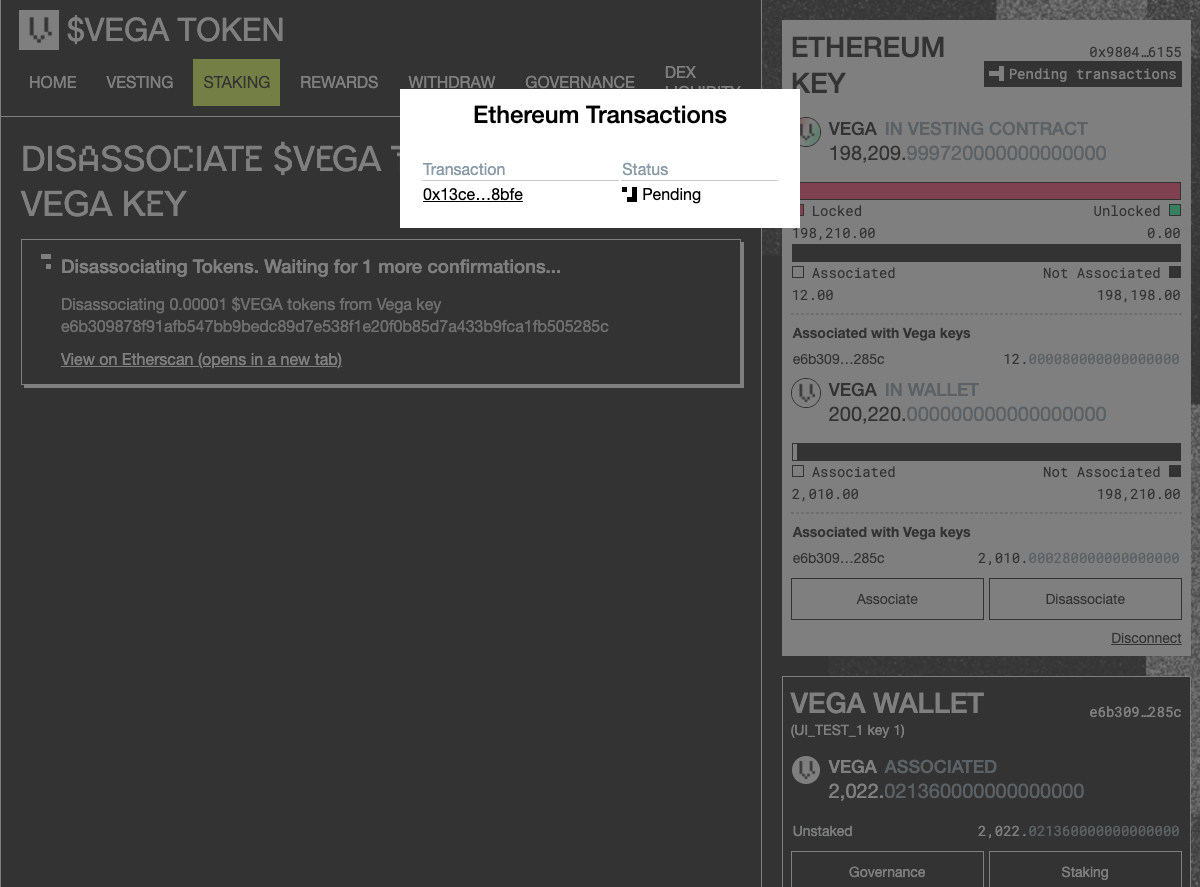 $VEGA TOKEN
HOME VESTING STAKING REWARDS WITHDRAW GOVERNANCE DEX
DISASSOCIATE $VEGA
VEGA KEY
Disassociating Tokens. Waiting for 1 more confirmations...
Disassociating 0.00001 $VEGA tokens from Vega key
e6b309878f91afb547bb9bedc89d7e538f1e20f0b85d7a433b9fca1fb505285c
View on Etherscan (opens in a new tab)
Ethereum Transactions
Transaction Status
0x13ce…8bfe Pending
ETHEREUM
KEY
0x9804…6155
Pending transactions
VEGA IN VESTING CONTRACT
198,209.999720000000000000
Locked Unlocked
198,210.00 0.00
Associated Not Associated
12.00 198,198.00
Associated with Vega keys
e6b309…285c 12.000080000000000000
VEGA IN WALLET
200,220.000000000000000000
Associated Not Associated
2,010.00 198,210.00
Associated with Vega keys
e6b309…285c 2,010.000280000000000000
Associate Disassociate
Disconnect
VEGA WALLET e6b309…285c
(UI_TEST_1 key 1)
VEGA ASSOCIATED
2,022.021360000000000000
Unstaked 2,022.021360000000000000
Governance Staking